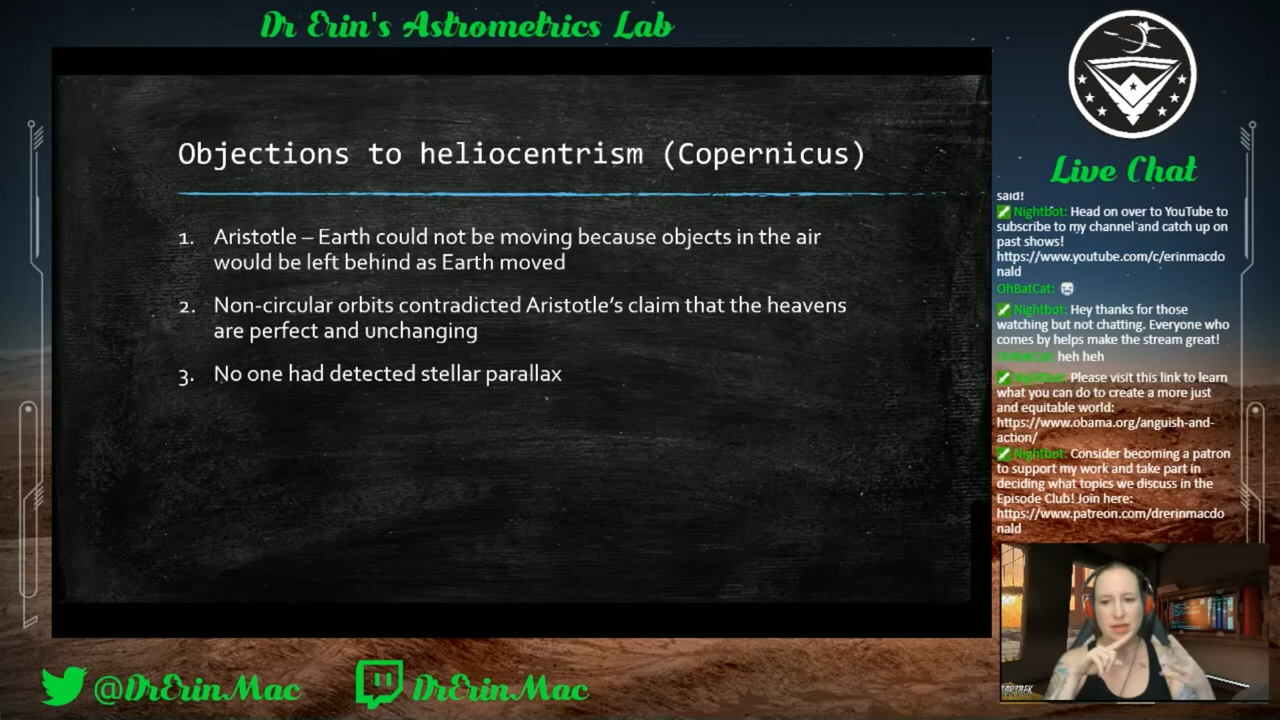 Dr Erin's Astrometrics Lab
Objections to heliocentrism (Copernicus)
1. Aristotle – Earth could not be moving because objects in the air
would be left behind as Earth moved
2. Non-circular orbits contradicted Aristotle's claim that the heavens
are perfect and unchanging
3. No one had detected stellar parallax
Live Chat
said!
Nightbot: Head on over to YouTube to
subscribe to my channel and catch up on
past shows!
https://www.youtube.com/c/erinmacdo
nald
OhBatCat:
Nightbot: Hey thanks for those
watching but not chatting. Everyone who
comes by helps make the stream great!
OhBatCat: heh heh
Nightbot: Please visit this link to learn
what you can do to create a more just
and equitable world:
https://www.obama.org/anguish-and-
action/
Nightbot: Consider becoming a patron
to support my work and take part in
deciding what topics we discuss in the
Episode Club! Join here:
https://www.patreon.com/drerinmacdo
nald
@DrErinMac
DrErinMac